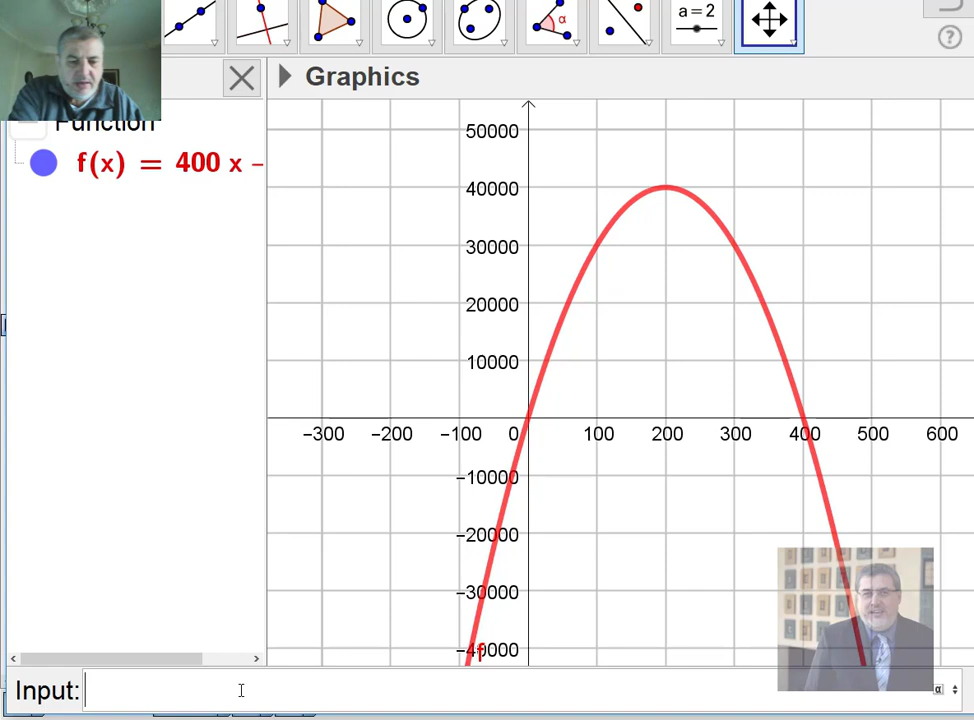 α
a = 2
?
Graphics
Function
f(x) = 400 x –
50000
40000
30000
20000
10000
−300 −200 −100 0 100 200 300 400 500 600
−10000
−20000
−30000
−40000
f
Input:
α